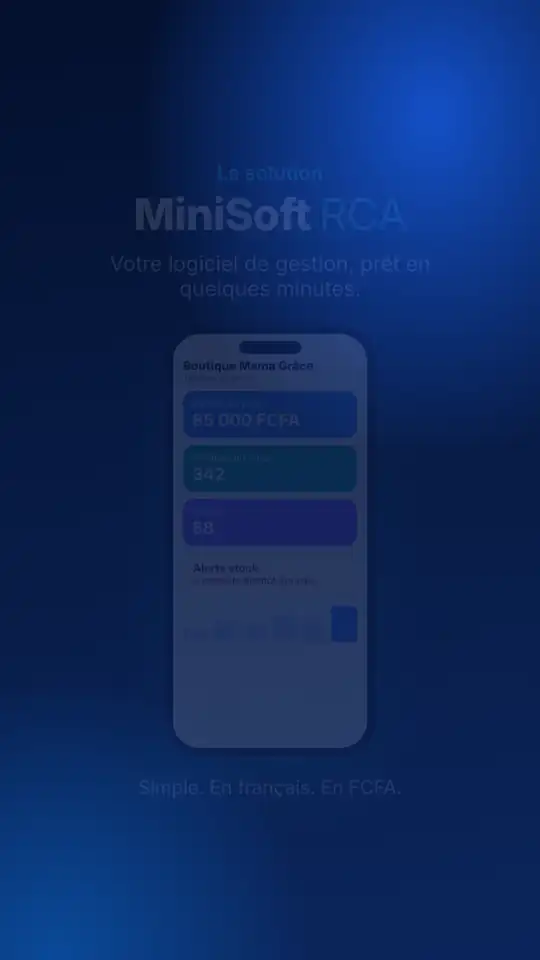 La solution
MiniSoft RCA
Votre logiciel de gestion, prêt en
quelques minutes.
Boutique Mama Grâce
65 000 FCFA
342
68
Alerte stock
Simple. En français. En FCFA.